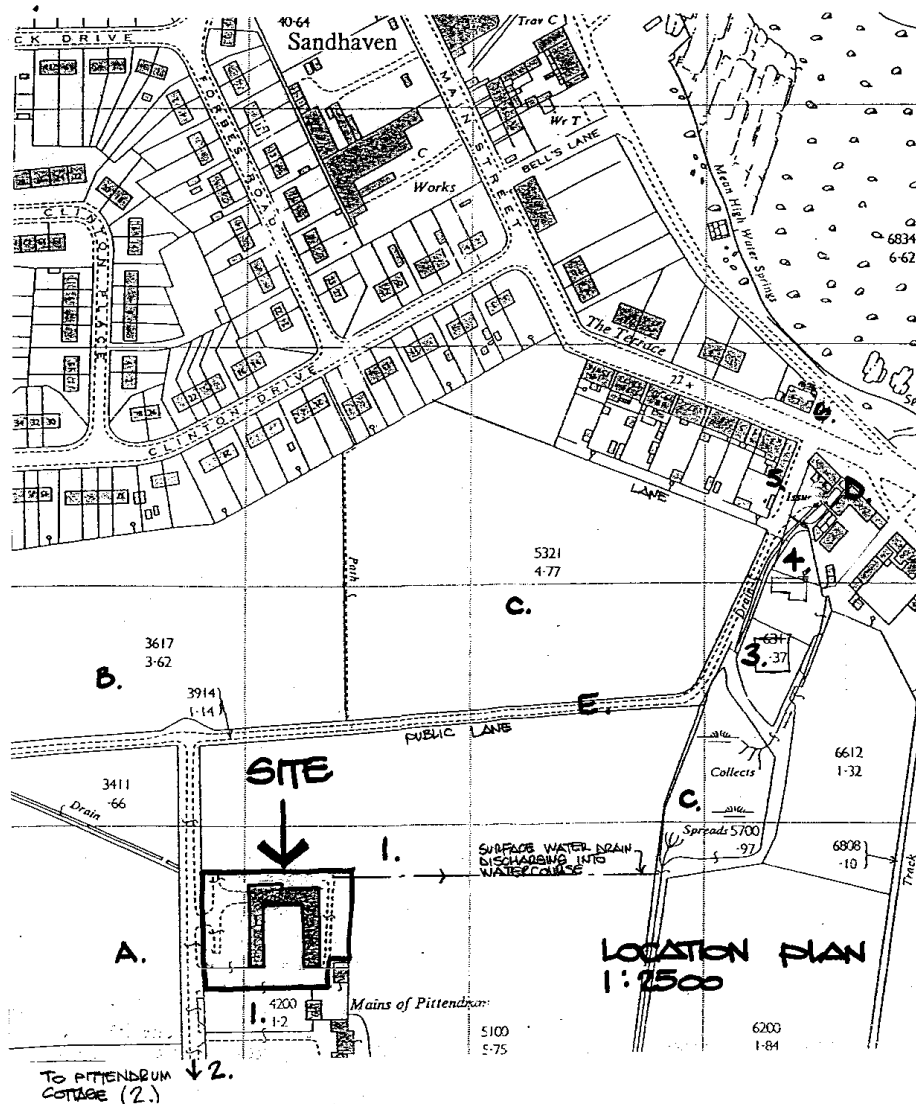 40·64
Trav C
CK DRIVE
Sandhaven
FORBES ROAD
MAIN STREET
Wr T
BELL'S LANE
C
Works
Mean High Water Springs
6834
6·62
CLINTON PLACE
The Terrace
22 +
CLINTON DRIVE
B.
S.
LANE
D.
5321
4·77
Path
Drain
4.
C.
3617
3·62
6317
·37
3.
B.
3914
1·14
E.
PUBLIC LANE
SITE
Collects
6612
1·32
3411
·66
Drain
C.
1.
Spreads
5700
·97
SURFACE WATER DRAIN
DISCHARGING INTO
WATERCOURSE
6808
·10
Track
A.
LOCATION PLAN
1:2500
1.
4200
1·2
Mains of Pittendrum
5100
5·75
6200
1·84
TO PITTENDRUM
COTTAGE (2.)
2.